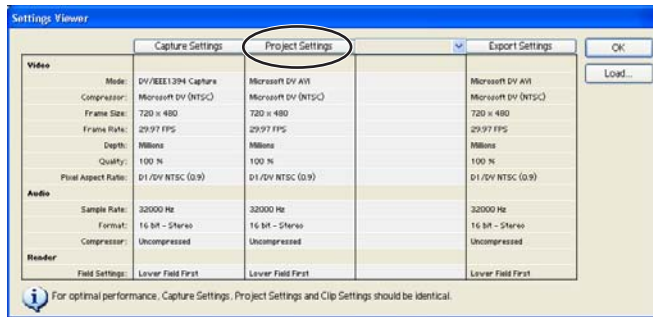 Settings Viewer
Capture Settings Project Settings Export Settings OK
Load...
Video
Mode: DV/IEEE1394 Capture Microsoft DV AVI Microsoft DV AVI
Compressor: Microsoft DV (NTSC) Microsoft DV (NTSC) Microsoft DV (NTSC)
Frame Size: 720 x 480 720 x 480 720 x 480
Frame Rate: 29.97 FPS 29.97 FPS 29.97 FPS
Depth: Millions Millions Millions
Quality: 100 % 100 % 100 %
Pixel Aspect Ratio: D1/DV NTSC (0.9) D1/DV NTSC (0.9) D1/DV NTSC (0.9)
Audio
Sample Rate: 32000 Hz 32000 Hz 32000 Hz
Format: 16 bit - Stereo 16 bit - Stereo 16 bit - Stereo
Compressor: Uncompressed Uncompressed Uncompressed
Render
Field Settings: Lower Field First Lower Field First Lower Field First
For optimal performance, Capture Settings, Project Settings and Clip Settings should be identical.